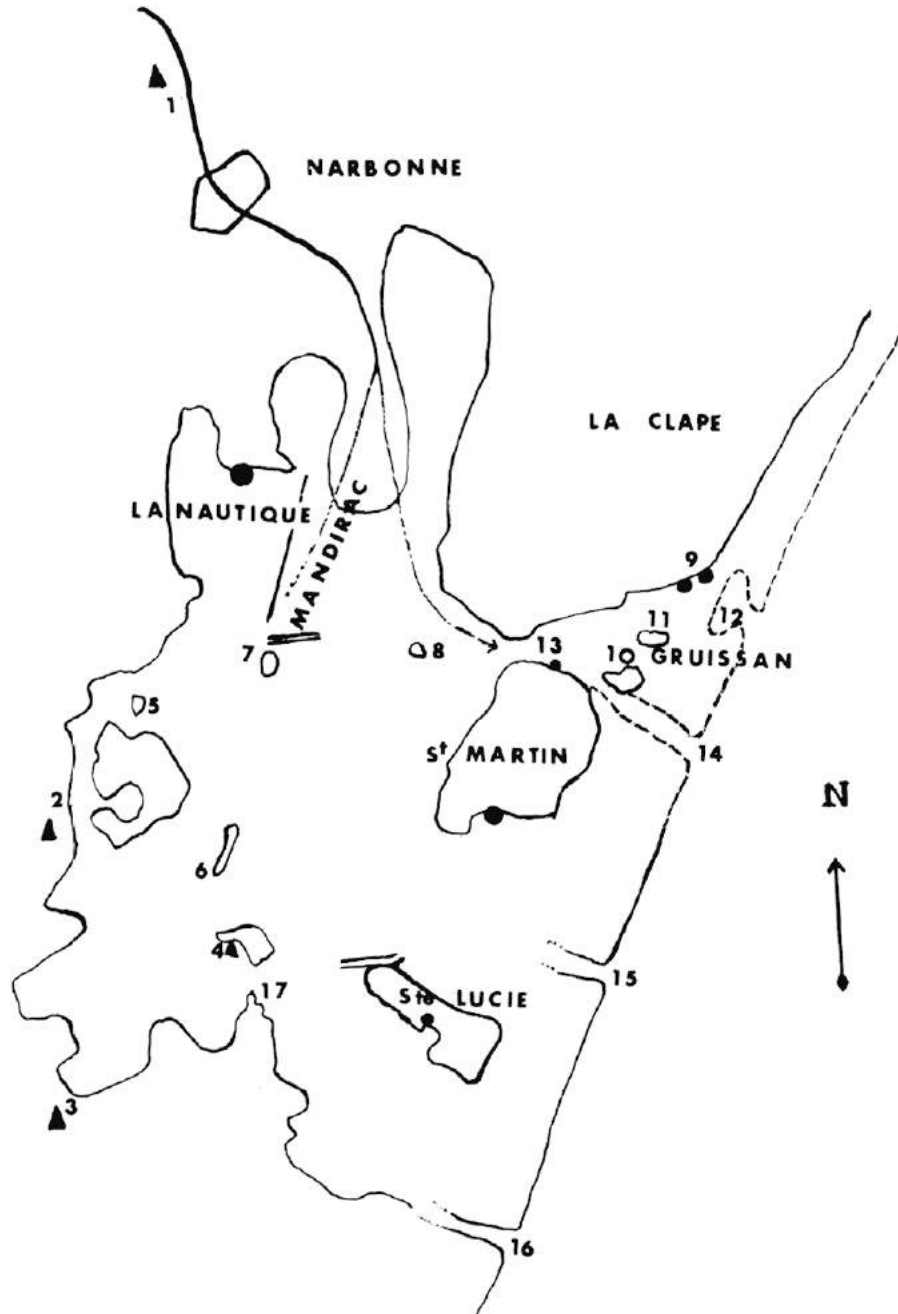 1
NARBONNE
LA CLAPE
LA NAUTIQUE
MANDIRAC
9
11
12
7
8
13
10 GRUISSAN
5
St MARTIN
14
2
N
6
4
15
17
Ste LUCIE
3
16